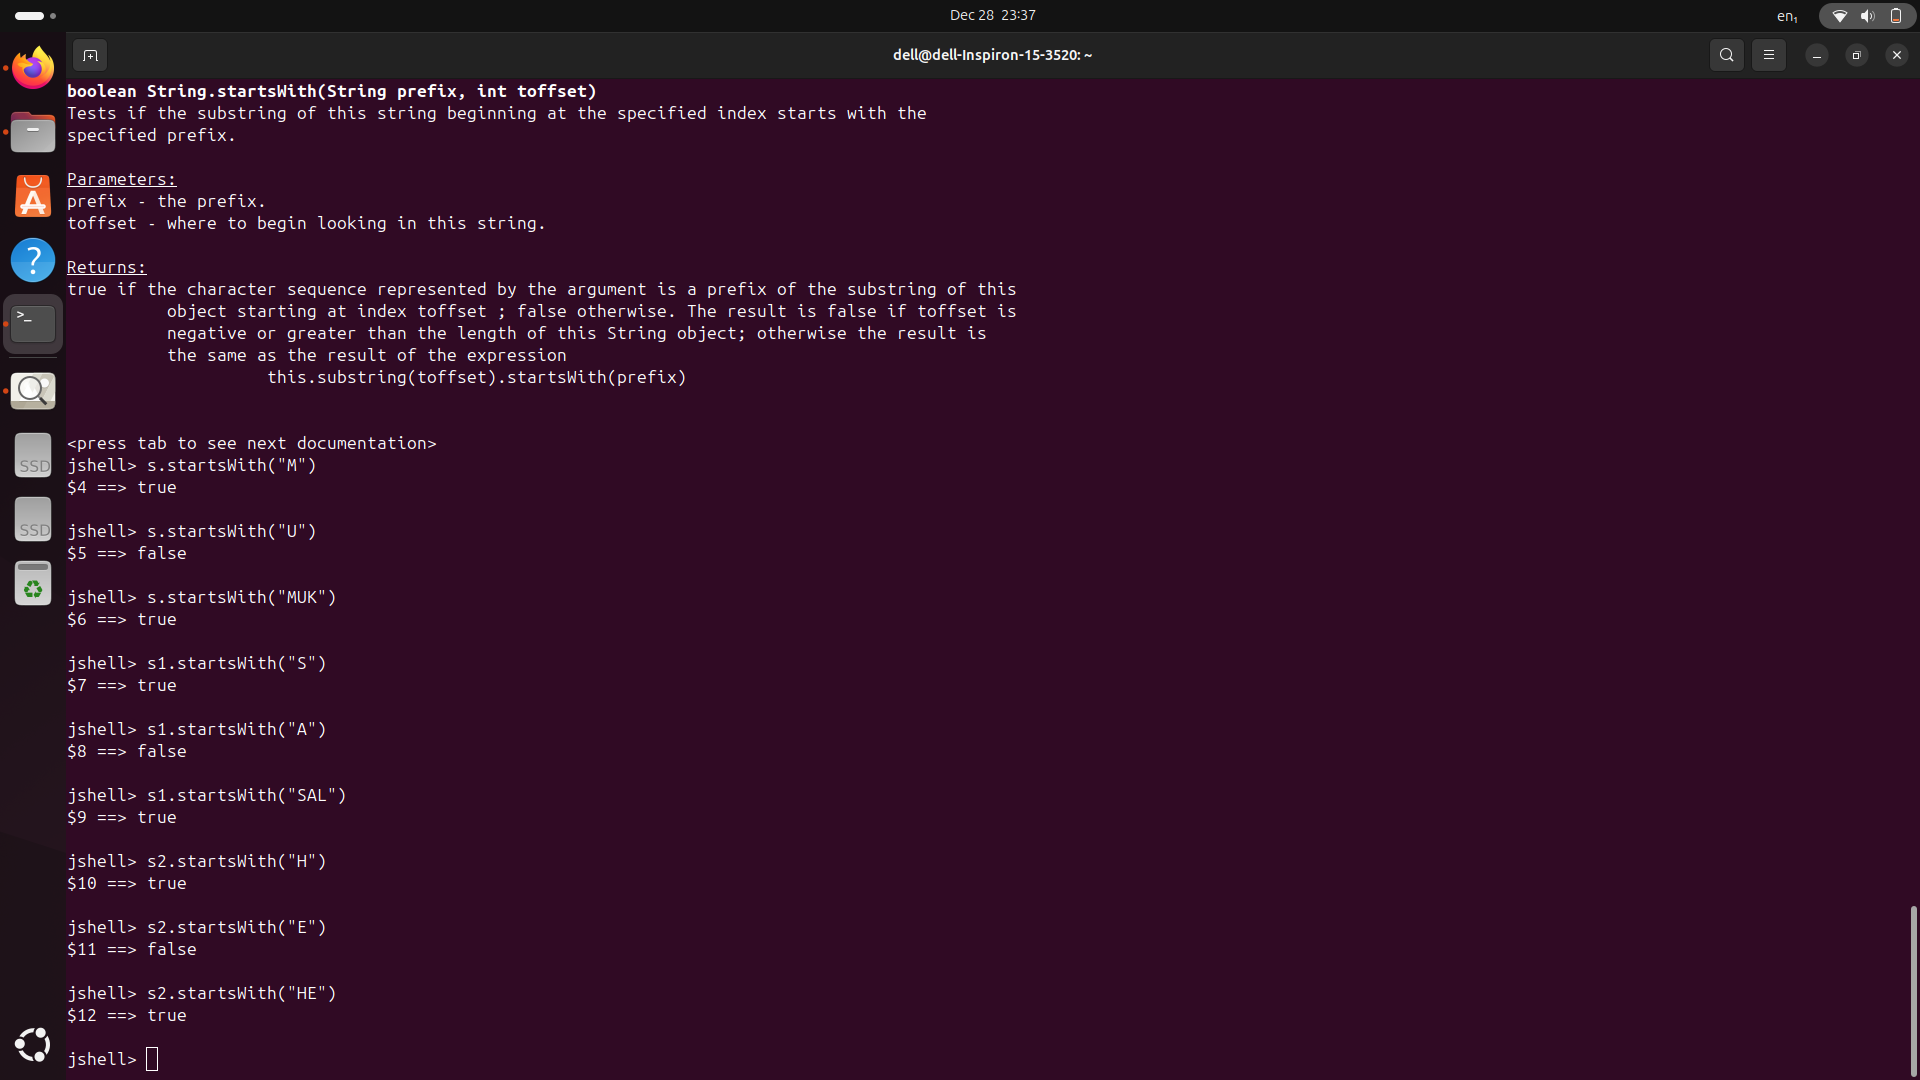 Dec 28 23:37
en₁
dell@dell-Inspiron-15-3520: ~
boolean String.startsWith(String prefix, int toffset)
Tests if the substring of this string beginning at the specified index starts with the
specified prefix.
Parameters:
prefix - the prefix.
toffset - where to begin looking in this string.
Returns:
true if the character sequence represented by the argument is a prefix of the substring of this
object starting at index toffset ; false otherwise. The result is false if toffset is
negative or greater than the length of this String object; otherwise the result is
the same as the result of the expression
this.substring(toffset).startsWith(prefix)
<press tab to see next documentation>
jshell> s.startsWith("M")
$4 ==> true
jshell> s.startsWith("U")
$5 ==> false
jshell> s.startsWith("MUK")
$6 ==> true
jshell> s1.startsWith("S")
$7 ==> true
jshell> s1.startsWith("A")
$8 ==> false
jshell> s1.startsWith("SAL")
$9 ==> true
jshell> s2.startsWith("H")
$10 ==> true
jshell> s2.startsWith("E")
$11 ==> false
jshell> s2.startsWith("HE")
$12 ==> true
jshell>
SSD
SSD